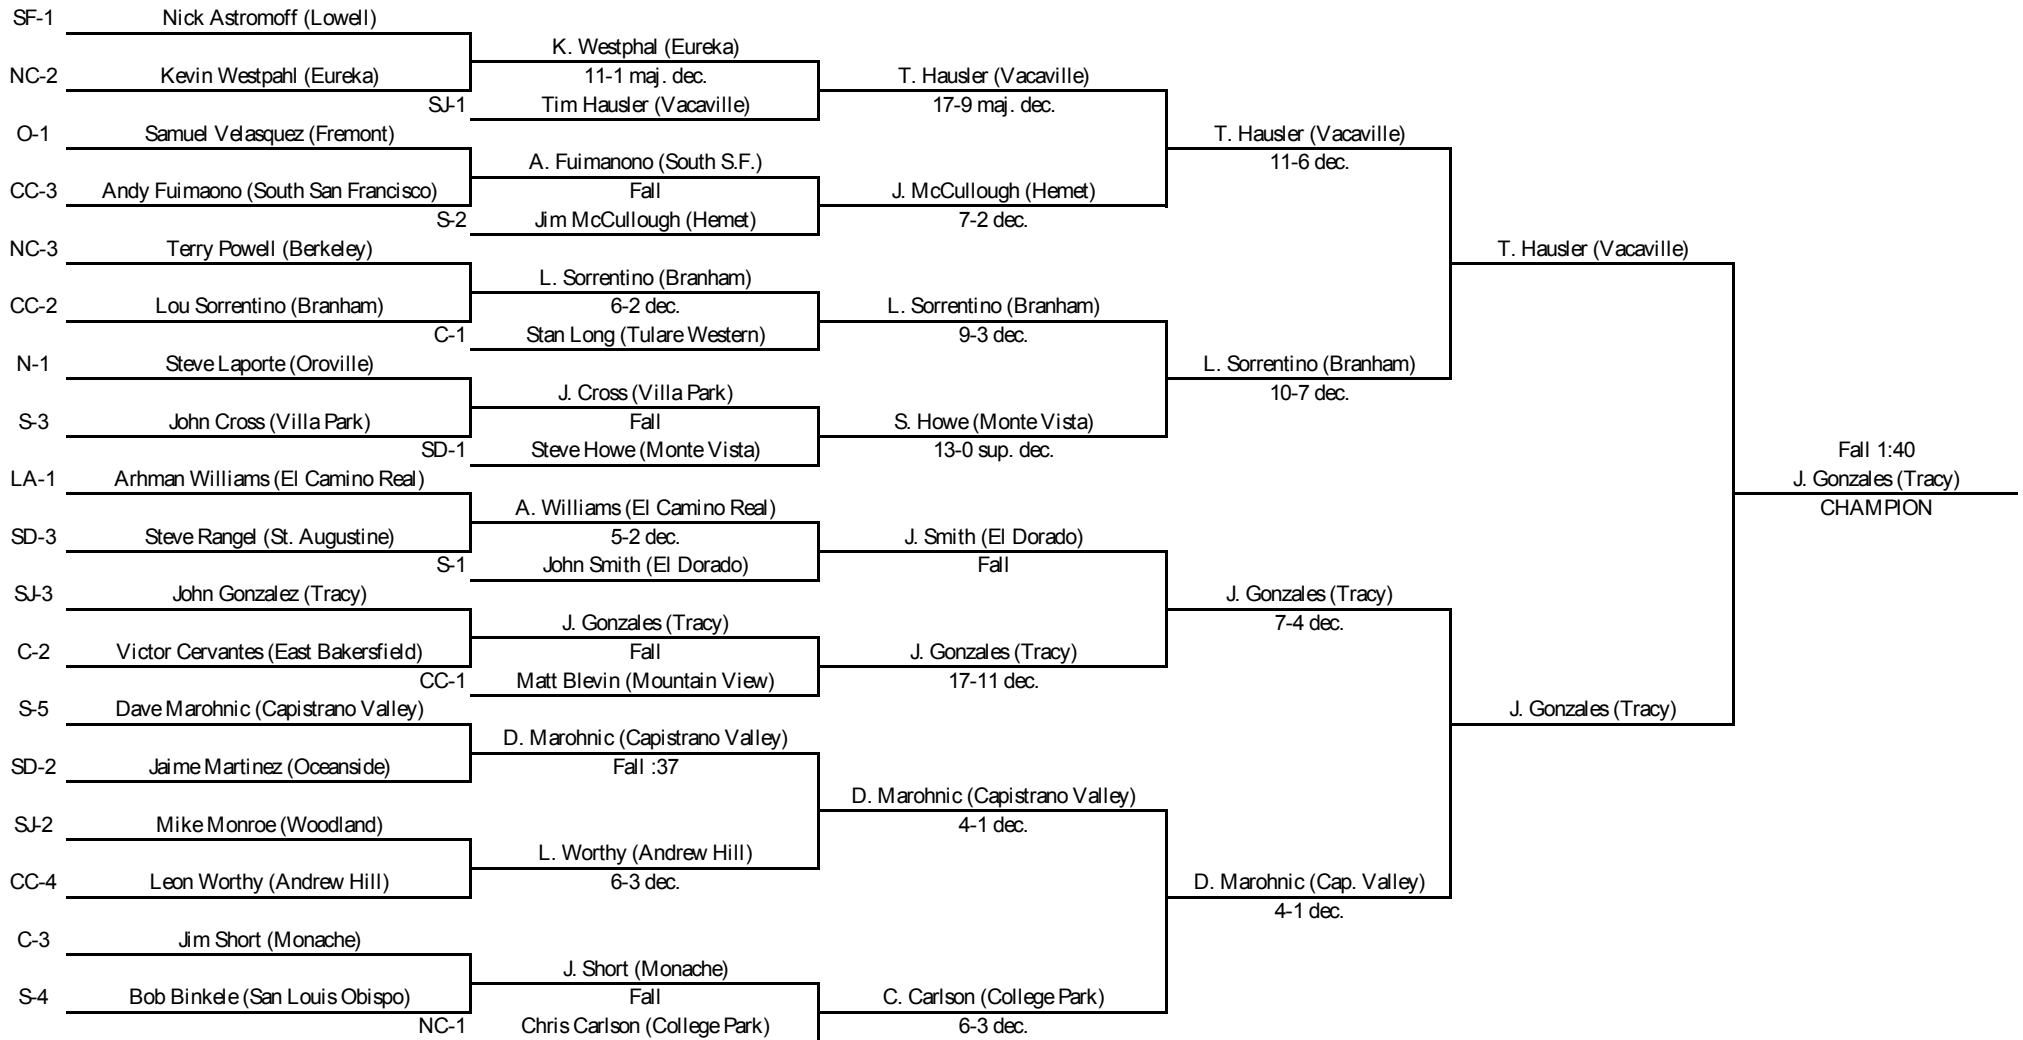 SF-1 Nick Astromoff (Lowell)
K. Westphal (Eureka)
NC-2 Kevin Westpahl (Eureka) 11-1 maj. dec. T. Hausler (Vacaville)
SJ-1 Tim Hausler (Vacaville) 17-9 maj. dec.
O-1 Samuel Velasquez (Fremont) T. Hausler (Vacaville)
A. Fuimanono (South S.F.) 11-6 dec.
CC-3 Andy Fuimaono (South San Francisco) Fall J. McCullough (Hemet)
S-2 Jim McCullough (Hemet) 7-2 dec.
NC-3 Terry Powell (Berkeley) T. Hausler (Vacaville)
L. Sorrentino (Branham)
CC-2 Lou Sorrentino (Branham) 6-2 dec. L. Sorrentino (Branham)
C-1 Stan Long (Tulare Western) 9-3 dec.
N-1 Steve Laporte (Oroville) L. Sorrentino (Branham)
J. Cross (Villa Park) 10-7 dec.
S-3 John Cross (Villa Park) Fall S. Howe (Monte Vista)
SD-1 Steve Howe (Monte Vista) 13-0 sup. dec. Fall 1:40
LA-1 Arhman Williams (El Camino Real) J. Gonzales (Tracy)
A. Williams (El Camino Real) CHAMPION
SD-3 Steve Rangel (St. Augustine) 5-2 dec. J. Smith (El Dorado)
S-1 John Smith (El Dorado) Fall
SJ-3 John Gonzalez (Tracy) J. Gonzales (Tracy)
J. Gonzales (Tracy) 7-4 dec.
C-2 Victor Cervantes (East Bakersfield) Fall J. Gonzales (Tracy)
CC-1 Matt Blevin (Mountain View) 17-11 dec.
S-5 Dave Marohnic (Capistrano Valley) J. Gonzales (Tracy)
D. Marohnic (Capistrano Valley)
SD-2 Jaime Martinez (Oceanside) Fall :37
D. Marohnic (Capistrano Valley)
SJ-2 Mike Monroe (Woodland) 4-1 dec.
L. Worthy (Andrew Hill)
CC-4 Leon Worthy (Andrew Hill) 6-3 dec. D. Marohnic (Cap. Valley)
4-1 dec.
C-3 Jim Short (Monache)
J. Short (Monache)
S-4 Bob Binkele (San Louis Obispo) Fall C. Carlson (College Park)
NC-1 Chris Carlson (College Park) 6-3 dec.